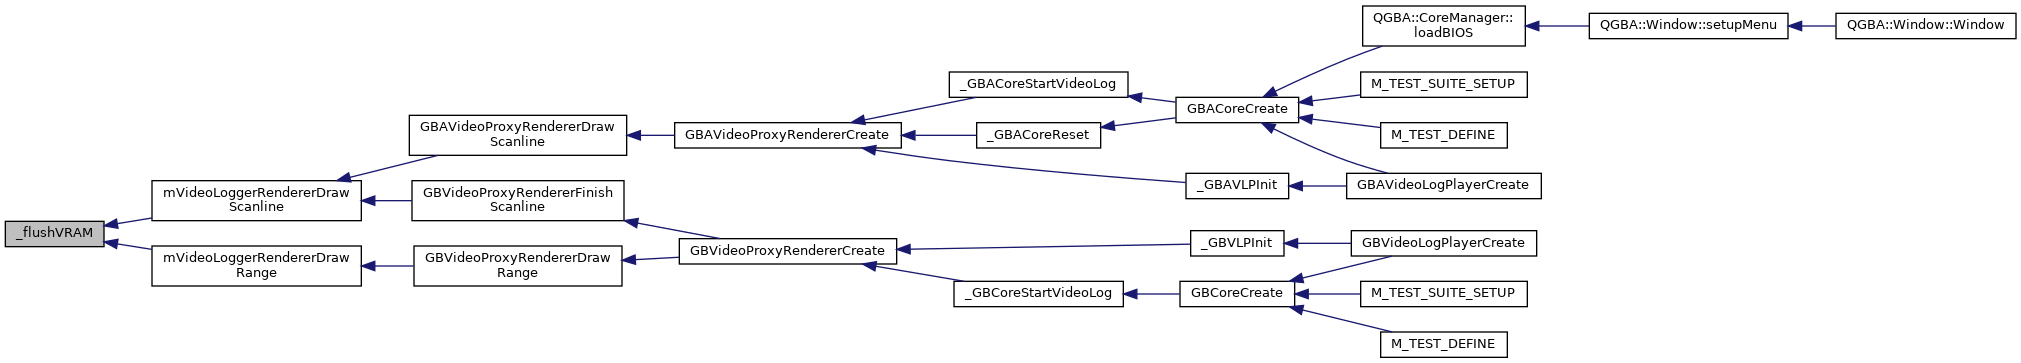 _flushVRAM
mVideoLoggerRendererDraw
Scanline
GBAVideoProxyRendererDraw
Scanline
GBAVideoProxyRendererCreate
_GBACoreStartVideoLog
GBACoreCreate
QGBA::CoreManager::
loadBIOS
QGBA::Window::setupMenu
QGBA::Window::Window
M_TEST_SUITE_SETUP
M_TEST_DEFINE
GBAVideoLogPlayerCreate
_GBACoreReset
_GBAVLPInit
GBVideoProxyRendererFinish
Scanline
GBVideoProxyRendererCreate
_GBVLPInit
GBVideoLogPlayerCreate
_GBCoreStartVideoLog
GBCoreCreate
M_TEST_SUITE_SETUP
M_TEST_DEFINE
mVideoLoggerRendererDraw
Range
GBVideoProxyRendererDraw
Range